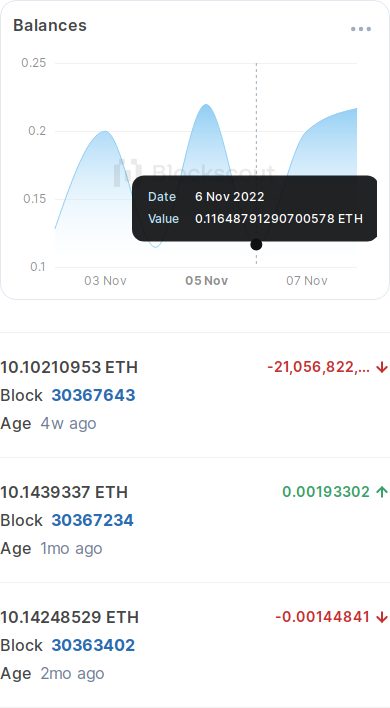 Balances
0.25
0.2
Blockscout
Date 6 Nov 2022
0.15
Value 0.11648791290700578 ETH
0.1
03 Nov 05 Nov 07 Nov
10.10210953 ETH -21,056,822,...
Block 30367643
Age 4w ago
10.1439337 ETH 0.00193302
Block 30367234
Age 1mo ago
10.14248529 ETH -0.00144841
Block 30363402
Age 2mo ago